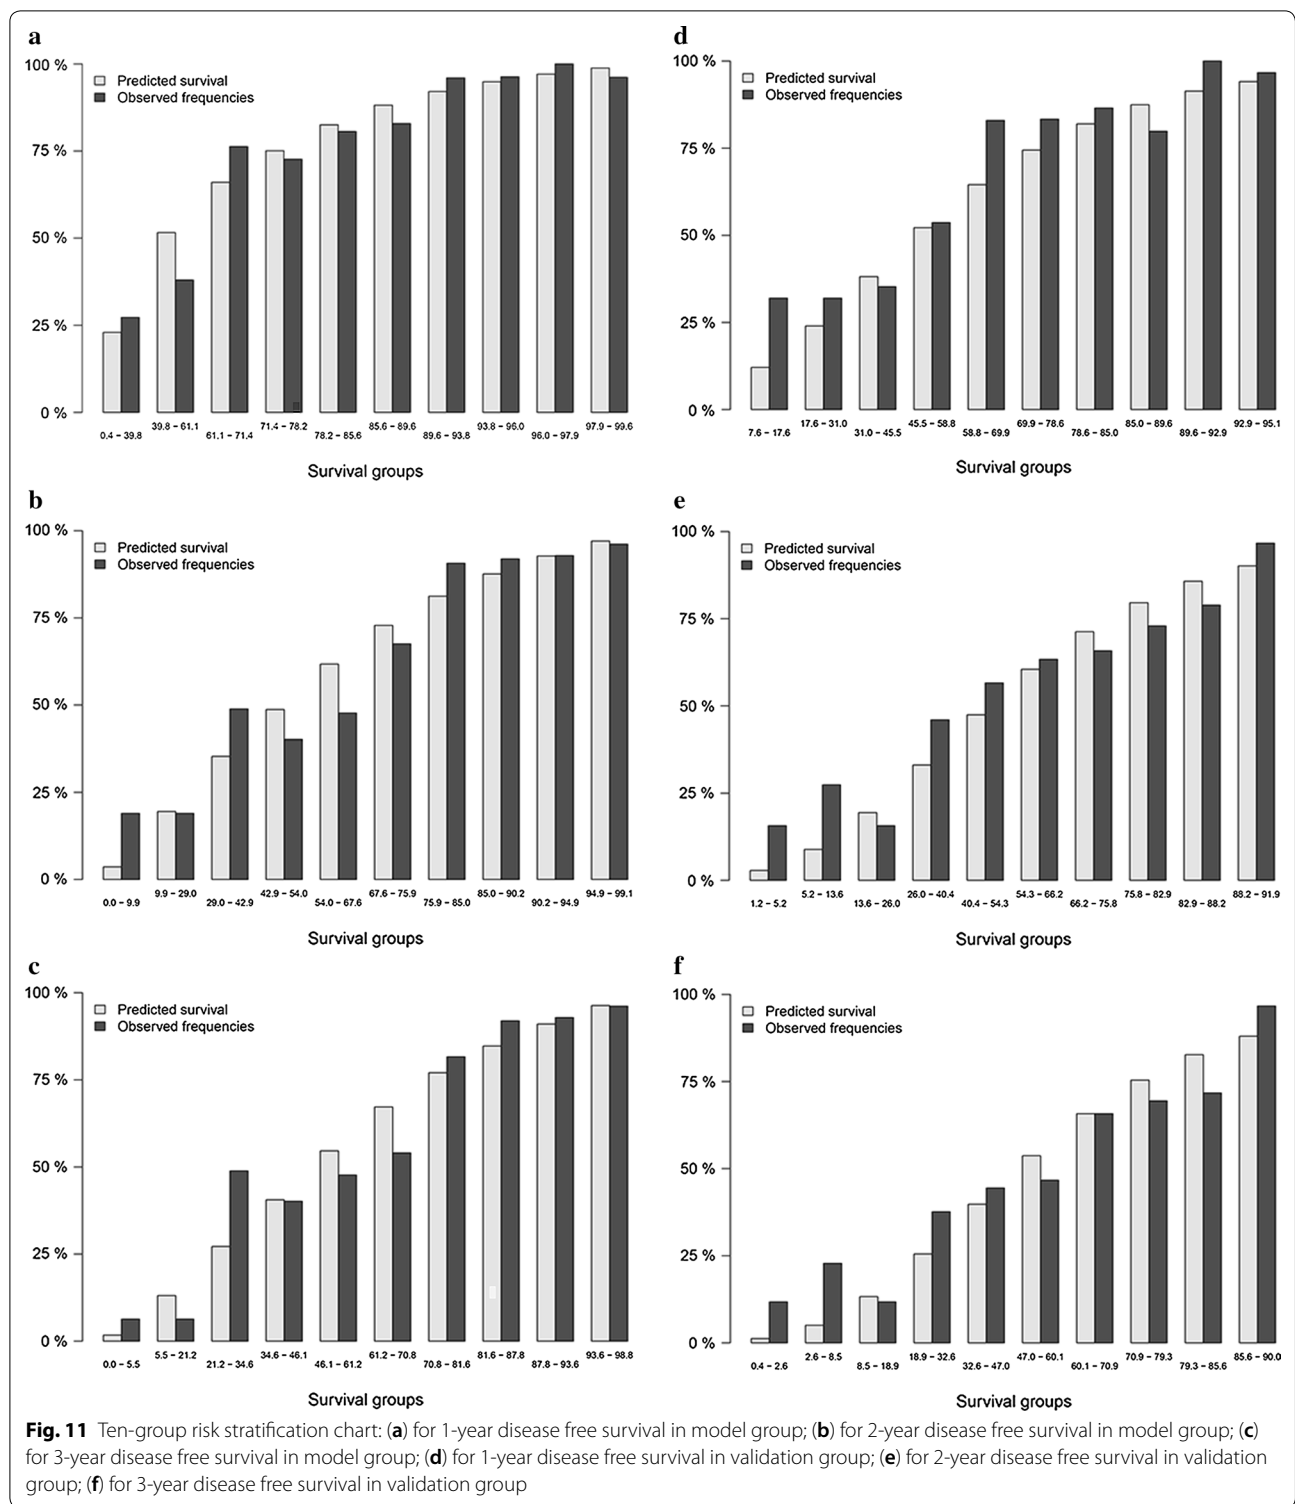 a
100 %
75 %
50 %
25 %
0 %
Predicted survival
Observed frequencies
0.4 – 39.8
39.8 – 61.1
61.1 – 71.4
71.4 – 78.2
78.2 – 85.6
85.6 – 89.6
89.6 – 93.8
93.8 – 96.0
96.0 – 97.9
97.9 – 99.6
Survival groups
d
100 %
75 %
50 %
25 %
0 %
Predicted survival
Observed frequencies
7.6 – 17.6
17.6 – 31.0
31.0 – 45.5
45.5 – 58.8
58.8 – 69.9
69.9 – 78.6
78.6 – 85.0
85.0 – 89.6
89.6 – 92.9
92.9 – 95.1
Survival groups
b
100 %
75 %
50 %
25 %
0 %
Predicted survival
Observed frequencies
0.0 – 9.9
9.9 – 29.0
29.0 – 42.9
42.9 – 54.0
54.0 – 67.6
67.6 – 75.9
75.9 – 85.0
85.0 – 90.2
90.2 – 94.9
94.9 – 99.1
Survival groups
e
100 %
75 %
50 %
25 %
0 %
Predicted survival
Observed frequencies
1.2 – 5.2
5.2 – 13.6
13.6 – 26.0
26.0 – 40.4
40.4 – 54.3
54.3 – 66.2
66.2 – 75.8
75.8 – 82.9
82.9 – 88.2
88.2 – 91.9
Survival groups
c
100 %
75 %
50 %
25 %
0 %
Predicted survival
Observed frequencies
0.0 – 5.5
5.5 – 21.2
21.2 – 34.6
34.6 – 46.1
46.1 – 61.2
61.2 – 70.8
70.8 – 81.6
81.6 – 87.8
87.8 – 93.6
93.6 – 98.8
Survival groups
f
100 %
75 %
50 %
25 %
0 %
Predicted survival
Observed frequencies
0.4 – 2.6
2.6 – 8.5
8.5 – 18.9
18.9 – 32.6
32.6 – 47.0
47.0 – 60.1
60.1 – 70.9
70.9 – 79.3
79.3 – 85.6
85.6 – 90.0
Survival groups
Fig. 11 Ten-group risk stratification chart: (a) for 1-year disease free survival in model group; (b) for 2-year disease free survival in model group; (c)
for 3-year disease free survival in model group; (d) for 1-year disease free survival in validation group; (e) for 2-year disease free survival in validation
group; (f) for 3-year disease free survival in validation group